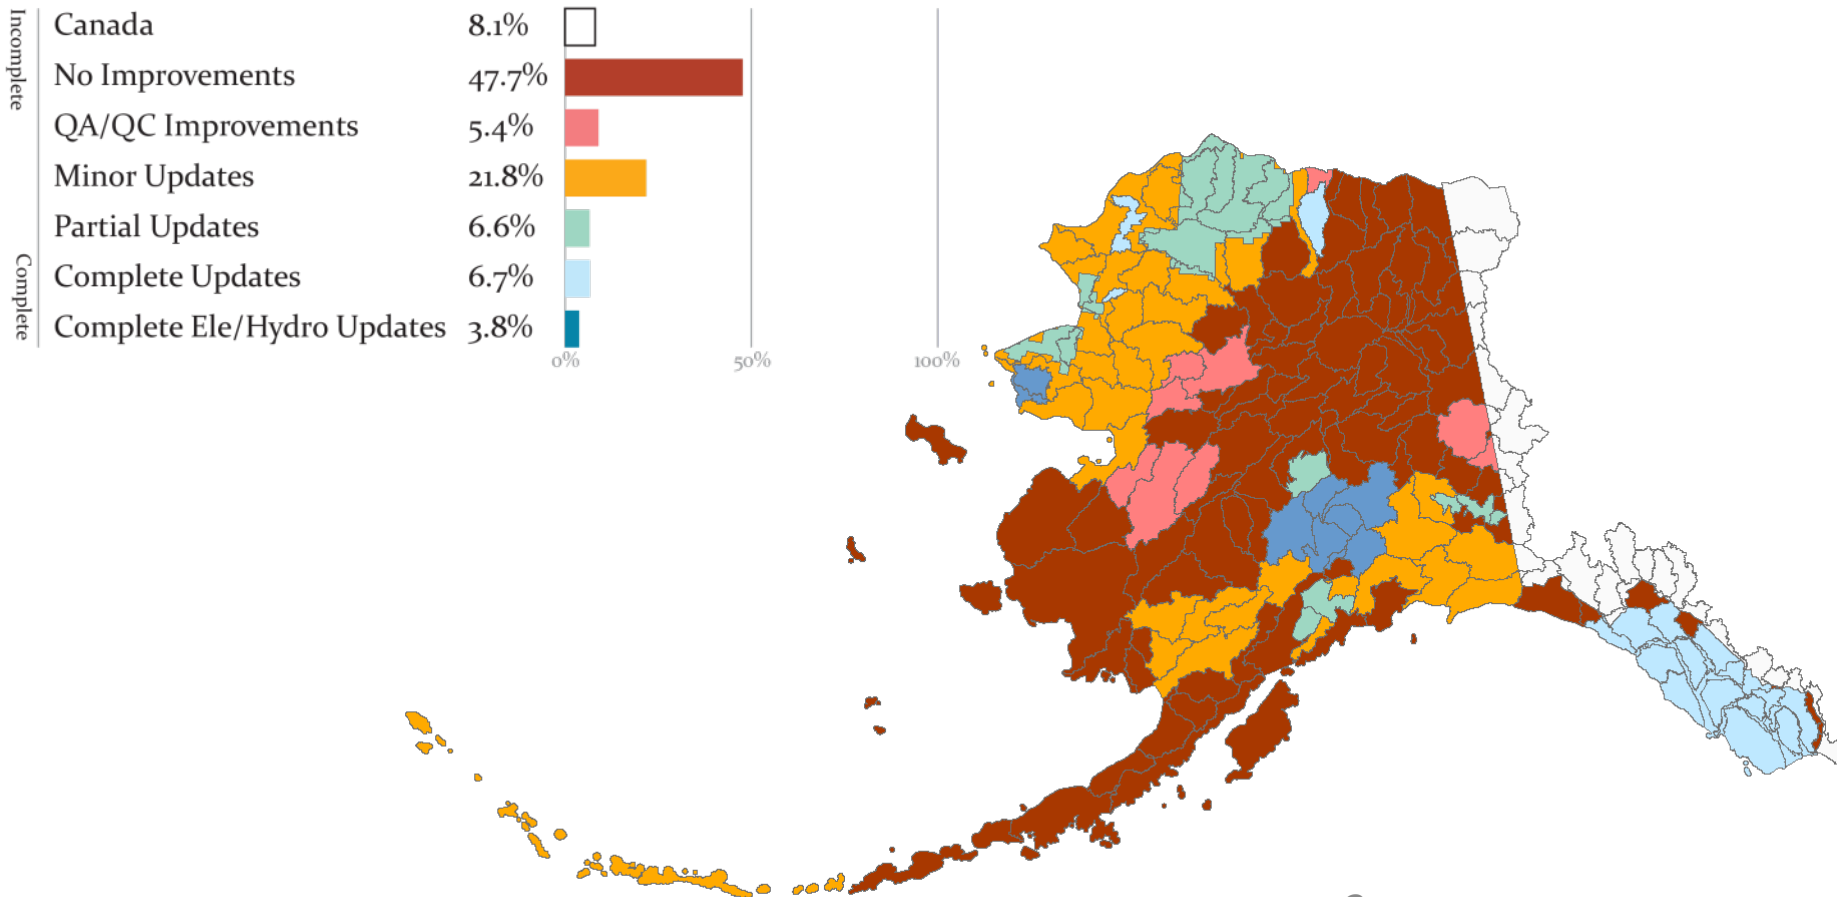 Incomplete
Complete
Canada 8.1%
No Improvements 47.7%
QA/QC Improvements 5.4%
Minor Updates 21.8%
Partial Updates 6.6%
Complete Updates 6.7%
Complete Ele/Hydro Updates 3.8%
0% 50% 100%